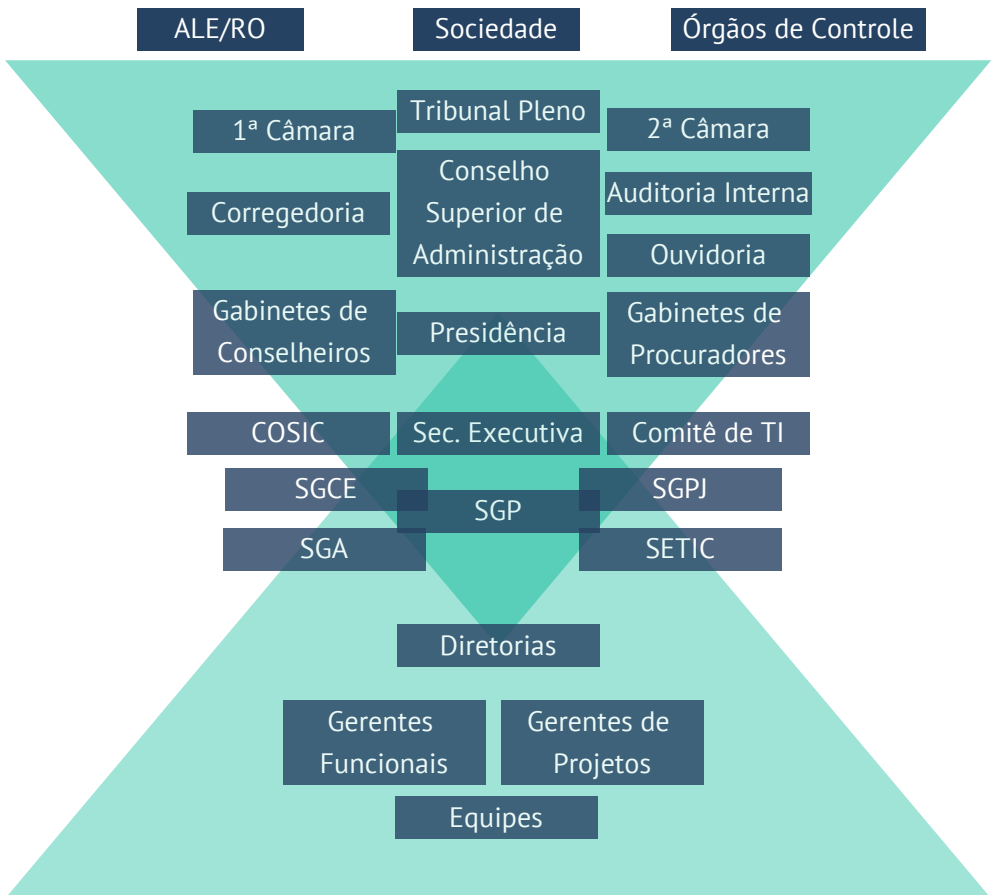 ALE/RO
Sociedade
Órgãos de Controle
Tribunal Pleno
1ª Câmara
2ª Câmara
Conselho
Superior de
Administração
Corregedoria
Auditoria Interna
Ouvidoria
Gabinetes de
Conselheiros
Presidência
Gabinetes de
Procuradores
COSIC
Sec. Executiva
Comitê de TI
SGCE
SGP
SGPJ
SGA
SETIC
Diretorias
Gerentes
Funcionais
Gerentes de
Projetos
Equipes